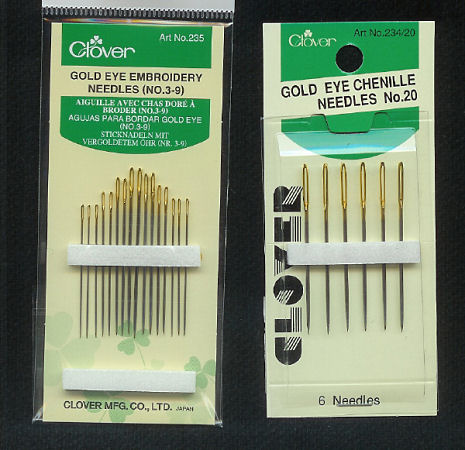 Clover
Art No.235
GOLD EYE EMBROIDERY
NEEDLES (NO.3-9)
AIGUILLE AVEC CHAS DORÉ À
BRODER (NO.3-9)
AGUJAS PARA BORDAR GOLD EYE
(NO.3-9)
STICKNADELN MIT
VERGOLDETEM ÖHR (NR. 3-9)
CLOVER MFG. CO., LTD. JAPAN
Clover
Art No.234/20
GOLD EYE CHENILLE
NEEDLES No.20
CLOVER
6 Needles